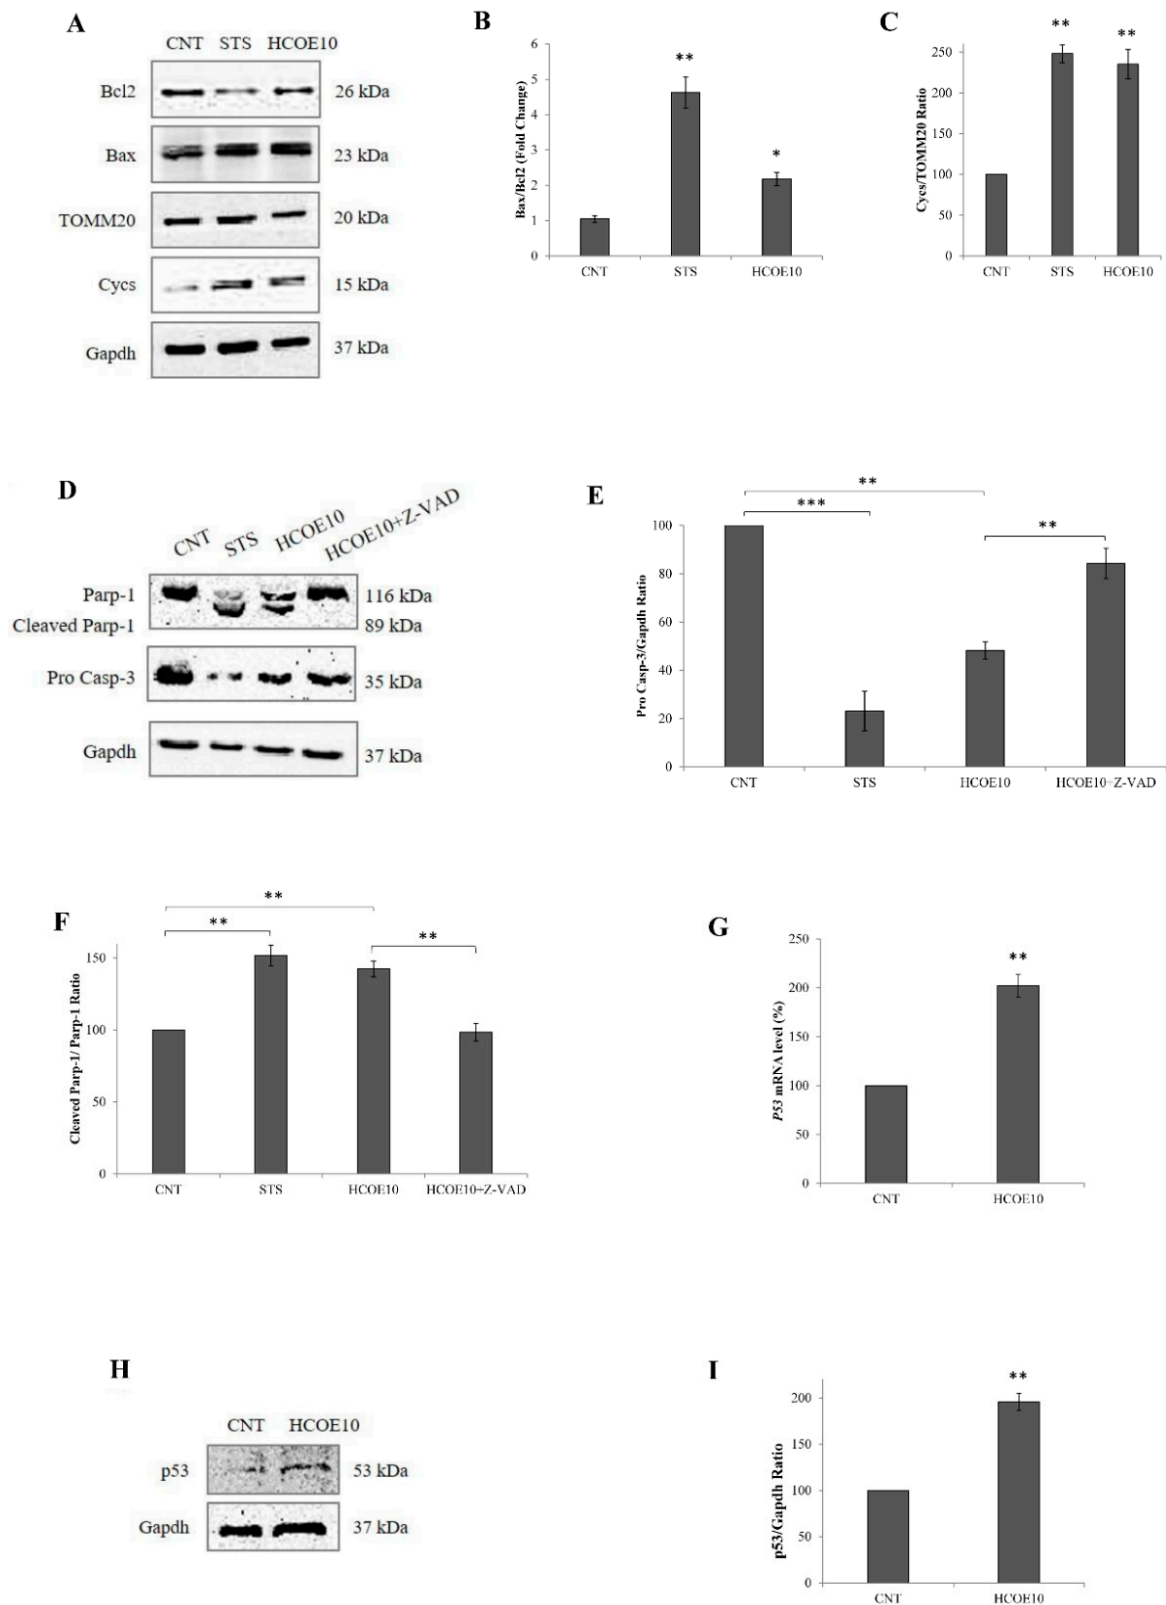 A
CNT STS HCOE10
Bcl2 26 kDa
Bax 23 kDa
TOMM20 20 kDa
Cycs 15 kDa
Gapdh 37 kDa
B
Bax/Bcl2 (Fold Change)
6
5
4
3
2
1
0
**
*
CNT STS HCOE10
C
Cycs/TOMM20 Ratio
250
200
150
100
50
0
** **
CNT STS HCOE10
D
CNT STS HCOE10 HCOE10+Z-VAD
Parp-1 116 kDa
Cleaved Parp-1 89 kDa
Pro Casp-3 35 kDa
Gapdh 37 kDa
E
Pro Casp-3/Gapdh Ratio
100
80
60
40
20
0
**
***
**
CNT STS HCOE10 HCOE10+Z-VAD
F
Cleaved Parp-1/ Parp-1 Ratio
150
100
50
0
**
**
**
CNT STS HCOE10 HCOE10+Z-VAD
G
P53 mRNA level (%)
250
200
150
100
50
0
**
CNT HCOE10
H
CNT HCOE10
p53 53 kDa
Gapdh 37 kDa
I
p53/Gapdh Ratio
200
150
100
50
0
**
CNT HCOE10